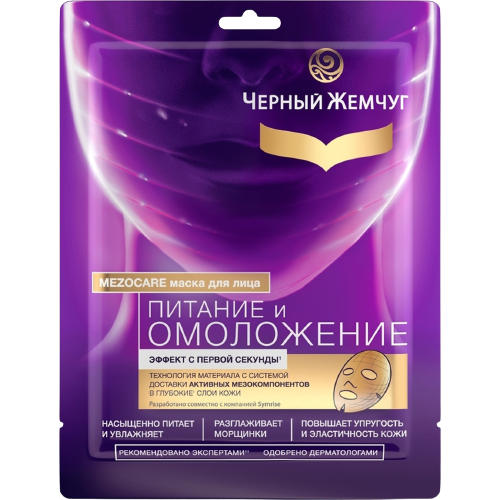 ЧЕРНЫЙ ЖЕМЧУГ
MEZOCARE маска для лица
ПИТАНИЕ и
ОМОЛОЖЕНИЕ
ЭФФЕКТ С ПЕРВОЙ СЕКУНДЫ¹
ТЕХНОЛОГИЯ МАТЕРИАЛА С СИСТЕМОЙ
ДОСТАВКИ АКТИВНЫХ МЕЗОКОМПОНЕНТОВ
В ГЛУБОКИЕ* СЛОИ КОЖИ
Разработано совместно с компанией Symrise
НАСЫЩЕННО ПИТАЕТ И УВЛАЖНЯЕТ
РАЗГЛАЖИВАЕТ МОРЩИНКИ
ПОВЫШАЕТ УПРУГОСТЬ И ЭЛАСТИЧНОСТЬ КОЖИ
РЕКОМЕНДОВАНО ЭКСПЕРТАМИ** ОДОБРЕНО ДЕРМАТОЛОГАМИ